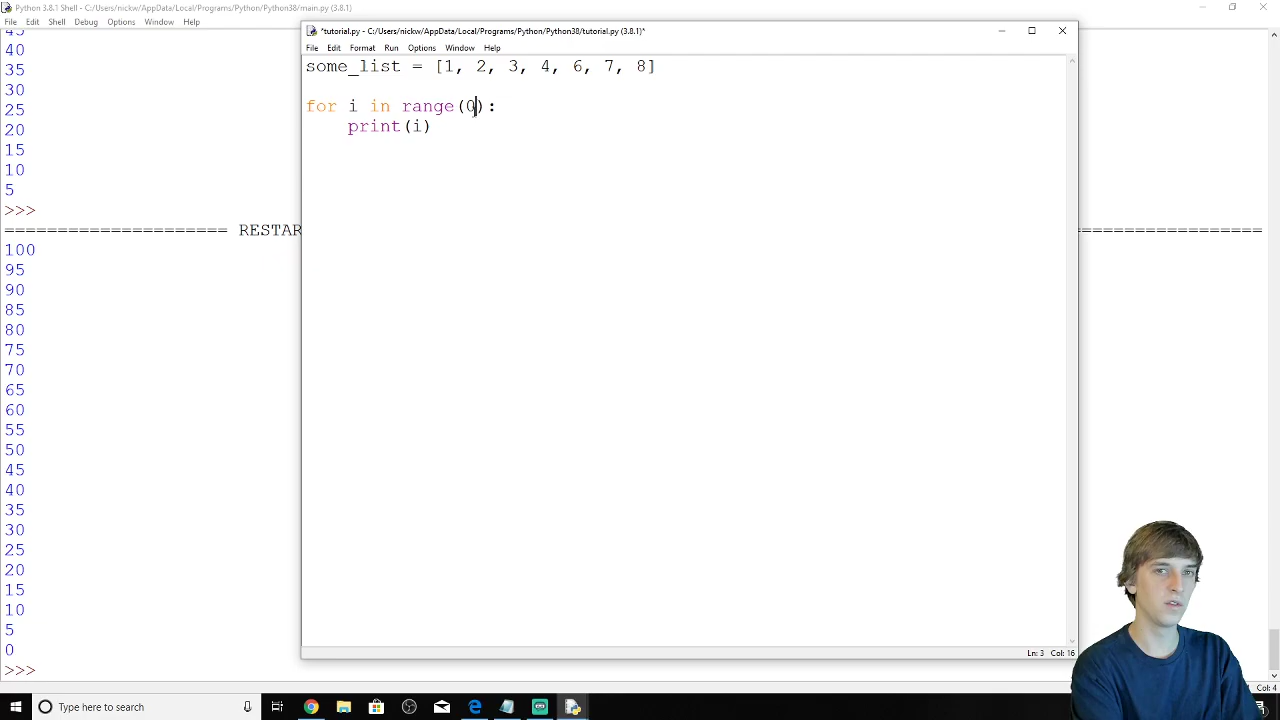 Python 3.8.1 Shell - C:/Users/nickw/AppData/Local/Programs/Python/Python38/main.py (3.8.1)
File Edit Shell Debug Options Window Help
45
40
35
30
25
20
15
10
5
>>>
==================== RESTAR
100
95
90
85
80
75
70
65
60
55
50
45
40
35
30
25
20
15
10
5
0
>>>
*tutorial.py - C:/Users/nickw/AppData/Local/Programs/Python/Python38/tutorial.py (3.8.1)*
File Edit Format Run Options Window Help
some_list = [1, 2, 3, 4, 6, 7, 8]
for i in range(0):
print(i)
Ln: 3 Col: 16
Col: 4
Type here to search